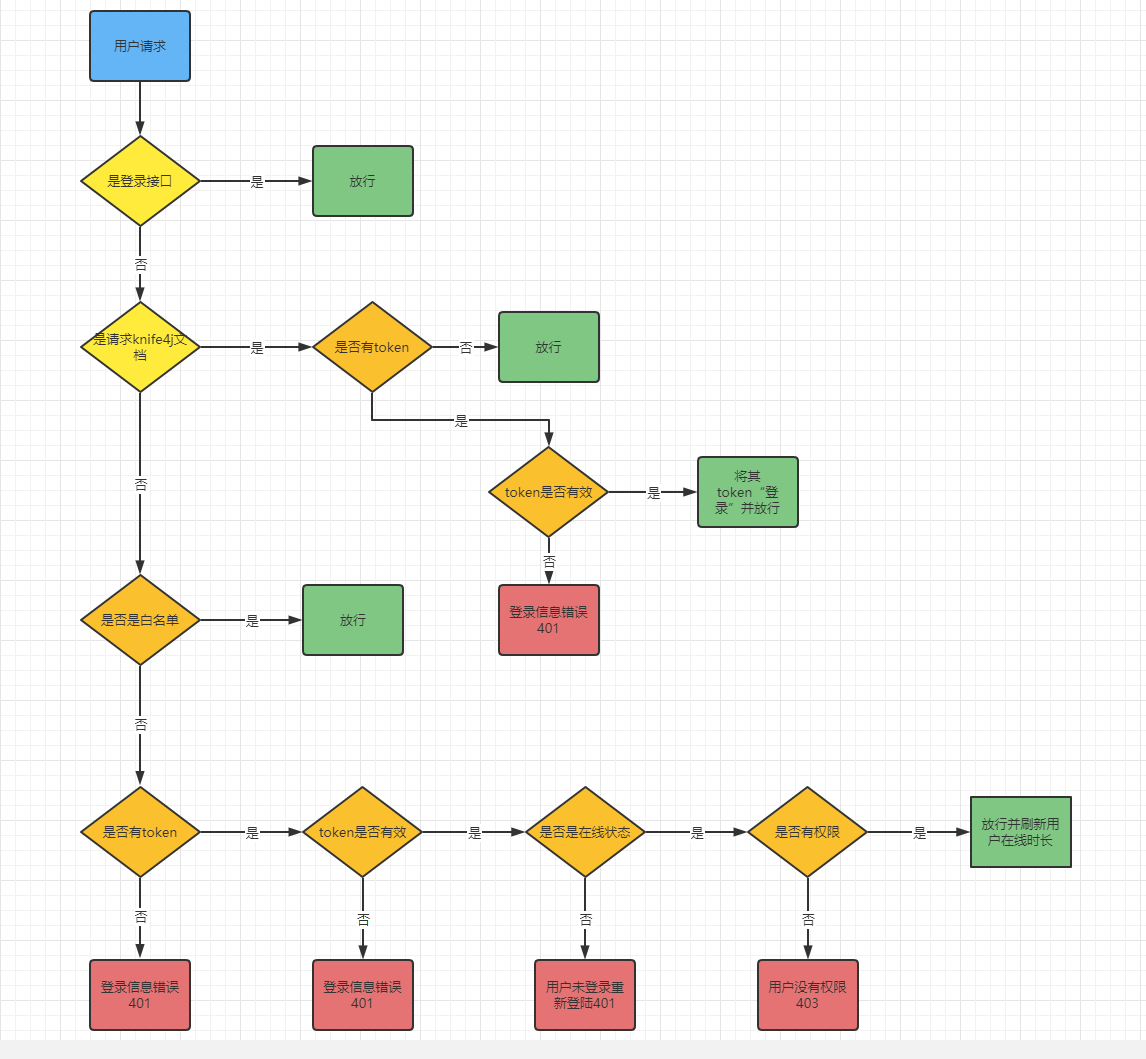 用户请求
是登录接口
是
放行
否
是请求knife4j文
档
是
是否有token
否
放行
是
token是否有效
是
将其
token“登
录”并放行
否
登录信息错误
401
否
是否是白名单
是
放行
否
是否有token
是
token是否有效
是
是否是在线状态
是
是否有权限
是
放行并刷新用
户在线时长
否
否
否
否
登录信息错误
401
登录信息错误
401
用户未登录重
新登陆401
用户没有权限
403